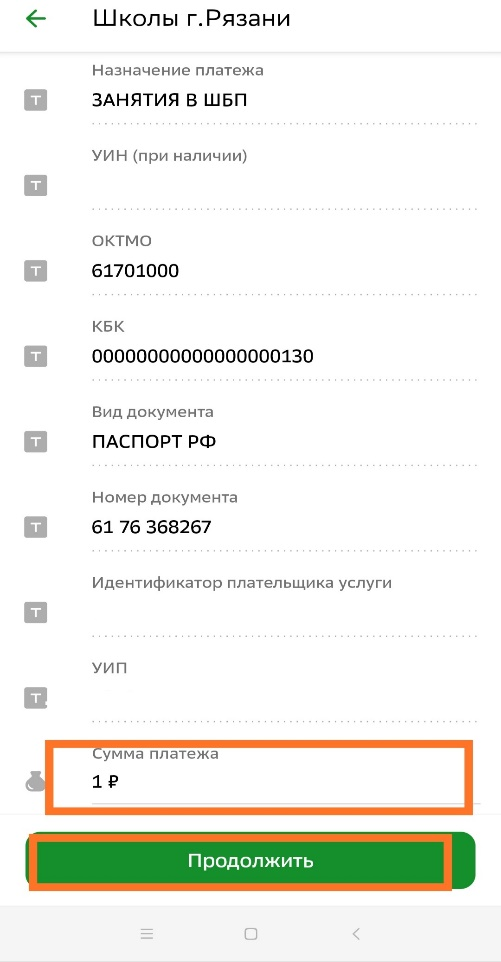 Школы г.Рязани
Назначение платежа
ЗАНЯТИЯ В ШБП
УИН (при наличии)
ОКТМО
61701000
КБК
00000000000000000130
Вид документа
ПАСПОРТ РФ
Номер документа
61 76 368267
Идентификатор плательщика услуги
УИП
Сумма платежа
1 ₽
Продолжить